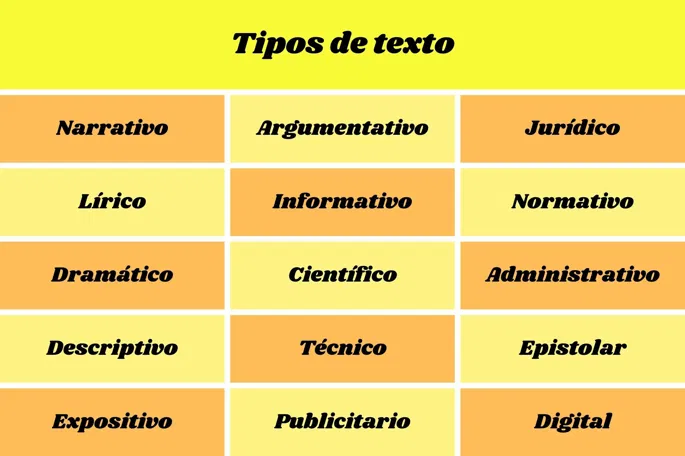 Tipos de texto
Narrativo Argumentativo Jurídico
Lírico Informativo Normativo
Dramático Científico Administrativo
Descriptivo Técnico Epistolar
Expositivo Publicitario Digital